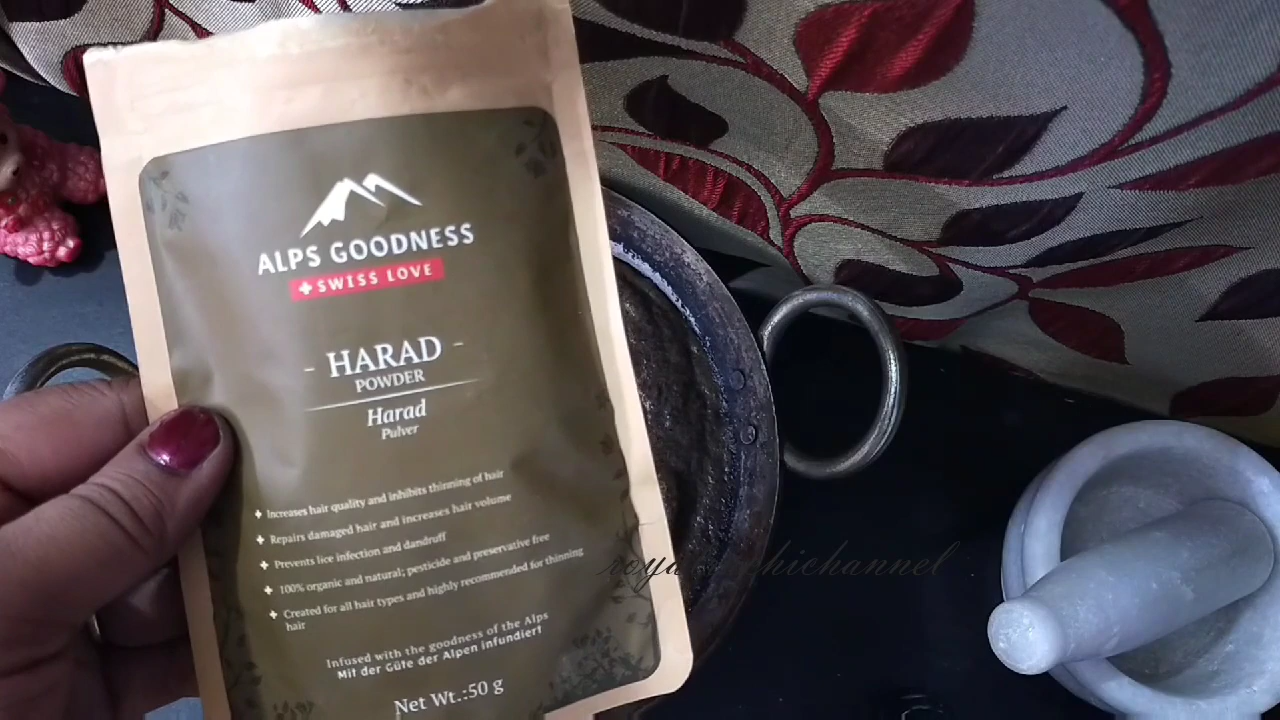 ALPS GOODNESS
SWISS LOVE
- HARAD -
POWDER
Harad
Pulver
Increases hair quality and inhibits thinning of hair
Repairs damaged hair and increases hair volume
Prevents lice infection and dandruff
100% organic and natural; pesticide and preservative free
Created for all hair types and highly recommended for thinning
hair
Infused with the goodness of the Alps
Mit der Güte der Alpen infundiert
Net Wt.:50 g